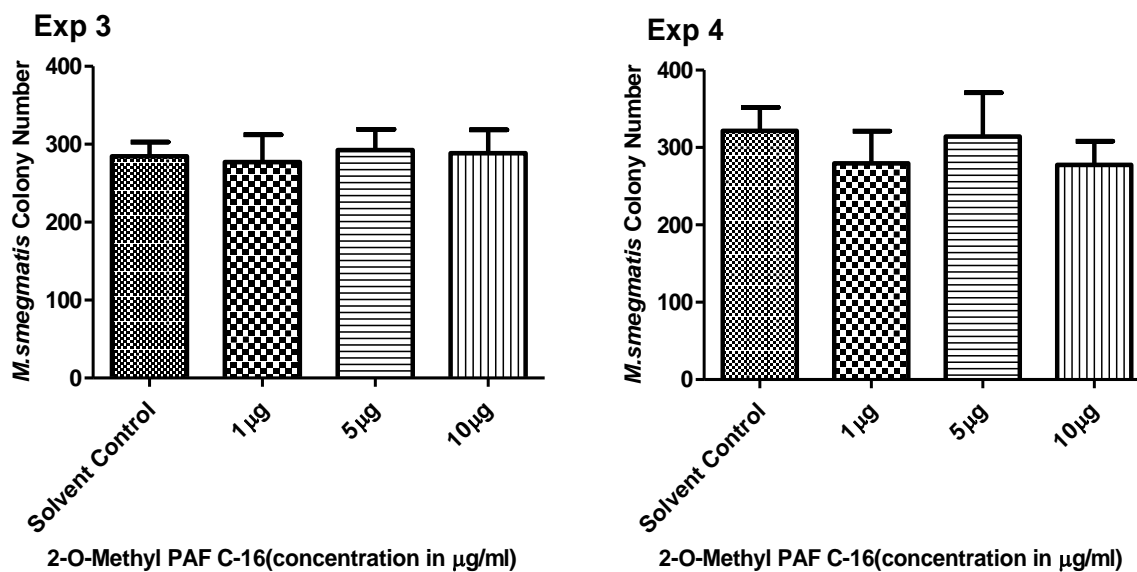 Exp 3
400
300
200
100
0
M.smegmatis Colony Number
Solvent Control
1µg
5µg
10µg
2-O-Methyl PAF C-16(concentration in µg/ml)
Exp 4
400
300
200
100
0
M.smegmatis Colony Number
Solvent Control
1µg
5µg
10µg
2-O-Methyl PAF C-16(concentration in µg/ml)